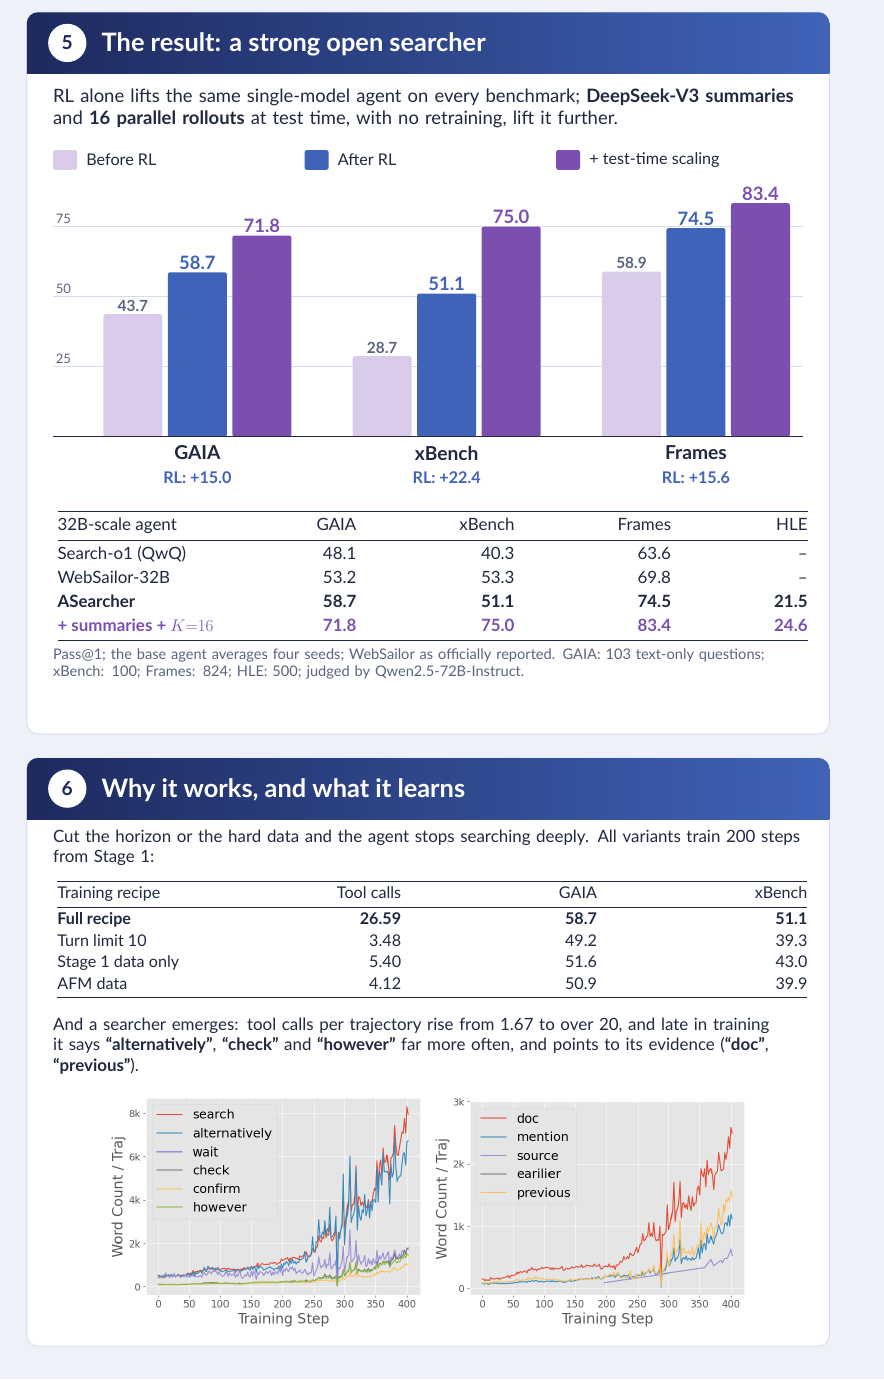 5 The result: a strong open searcher
RL alone lifts the same single-model agent on every benchmark; DeepSeek-V3 summaries
and 16 parallel rollouts at test time, with no retraining, lift it further.
Before RL After RL + test-time scaling
75
50
25
43.7 58.7 71.8
28.7 51.1 75.0
58.9 74.5 83.4
GAIA xBench Frames
RL: +15.0 RL: +22.4 RL: +15.6
32B-scale agent GAIA xBench Frames HLE
Search-o1 (QwQ) 48.1 40.3 63.6 –
WebSailor-32B 53.2 53.3 69.8 –
ASearcher 58.7 51.1 74.5 21.5
+ summaries + K=16 71.8 75.0 83.4 24.6
Pass@1; the base agent averages four seeds; WebSailor as officially reported. GAIA: 103 text-only questions;
xBench: 100; Frames: 824; HLE: 500; judged by Qwen2.5-72B-Instruct.
6 Why it works, and what it learns
Cut the horizon or the hard data and the agent stops searching deeply. All variants train 200 steps
from Stage 1:
Training recipe Tool calls GAIA xBench
Full recipe 26.59 58.7 51.1
Turn limit 10 3.48 49.2 39.3
Stage 1 data only 5.40 51.6 43.0
AFM data 4.12 50.9 39.9
And a searcher emerges: tool calls per trajectory rise from 1.67 to over 20, and late in training
it says “alternatively”, “check” and “however” far more often, and points to its evidence (“doc”,
“previous”).
Word Count / Traj
8k
6k
4k
2k
0
search
alternatively
wait
check
confirm
however
0 50 100 150 200 250 300 350 400
Training Step
Word Count / Traj
3k
2k
1k
0
doc
mention
source
earilier
previous
0 50 100 150 200 250 300 350 400
Training Step